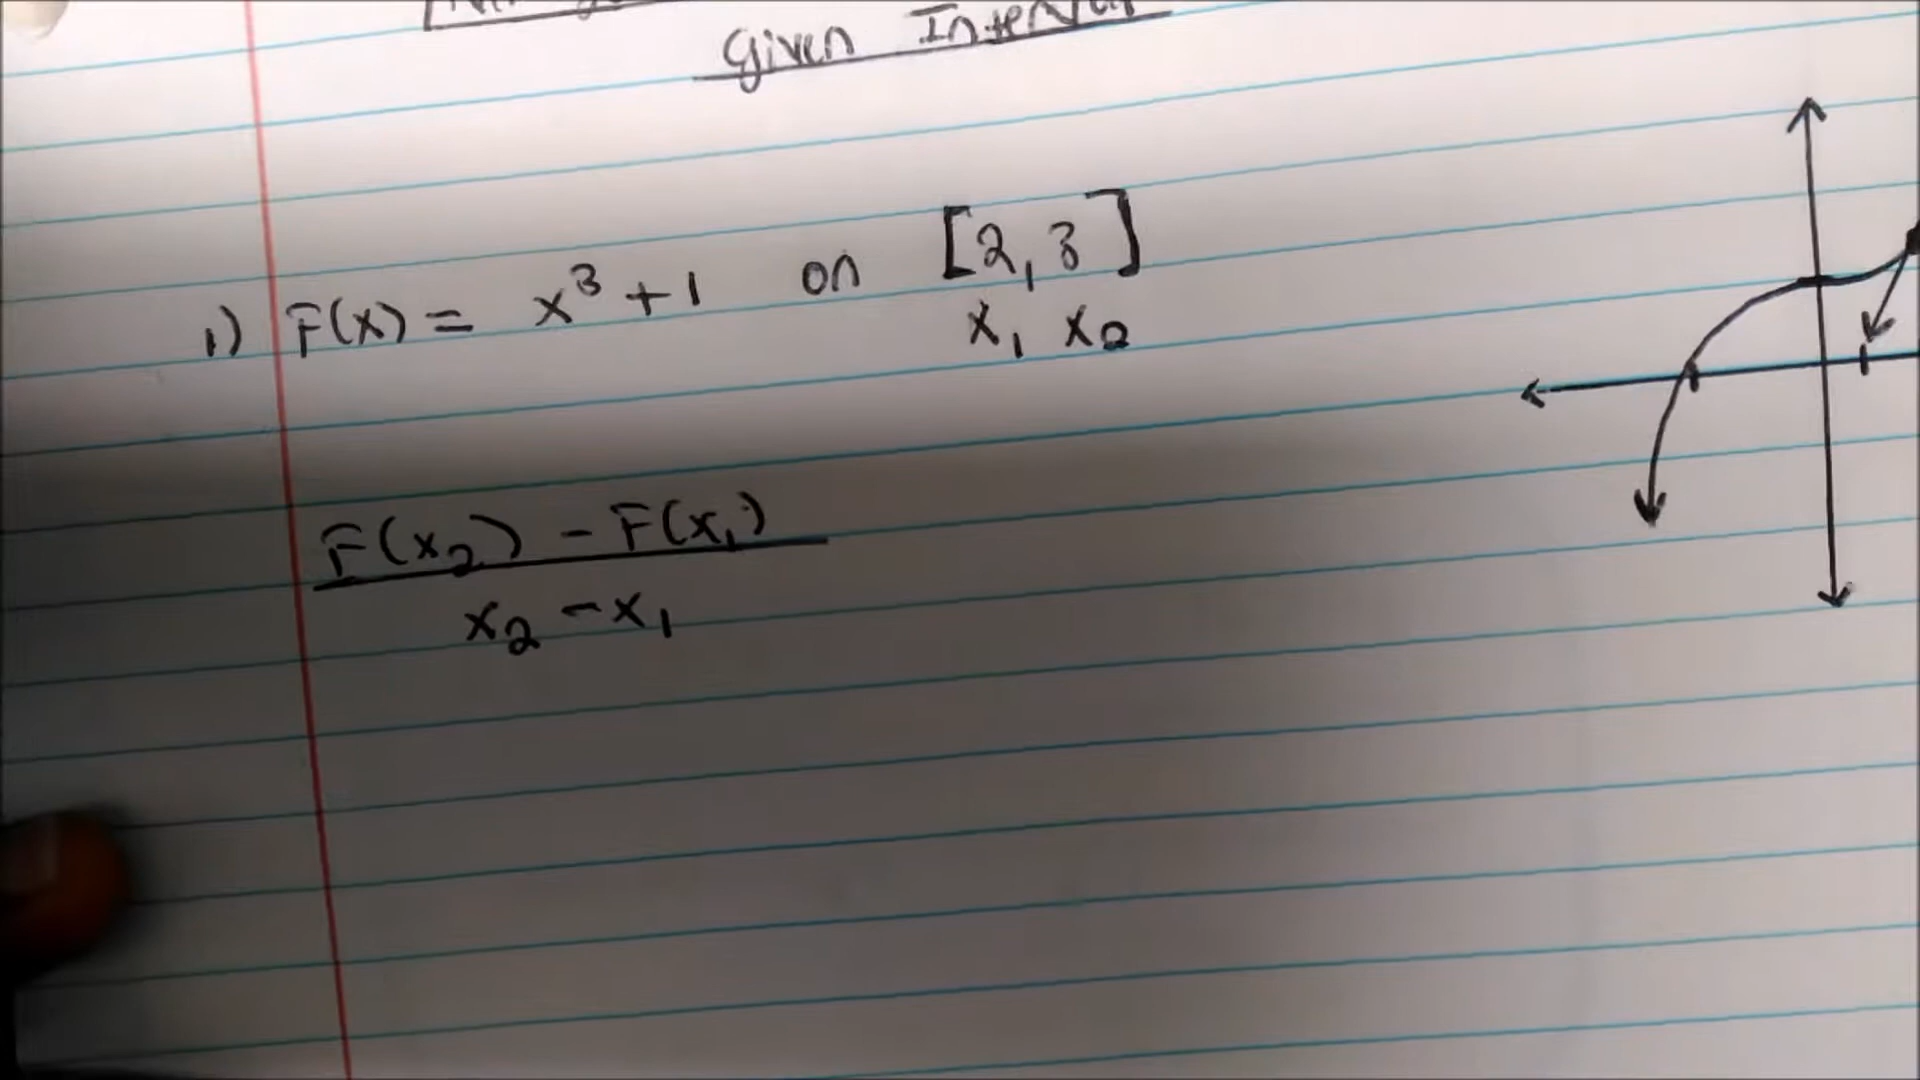 Given Interval
1) F(x) = x³ + 1 on [2, 3]
x₁ x₂
F(x₂) - F(x₁)
x₂ - x₁